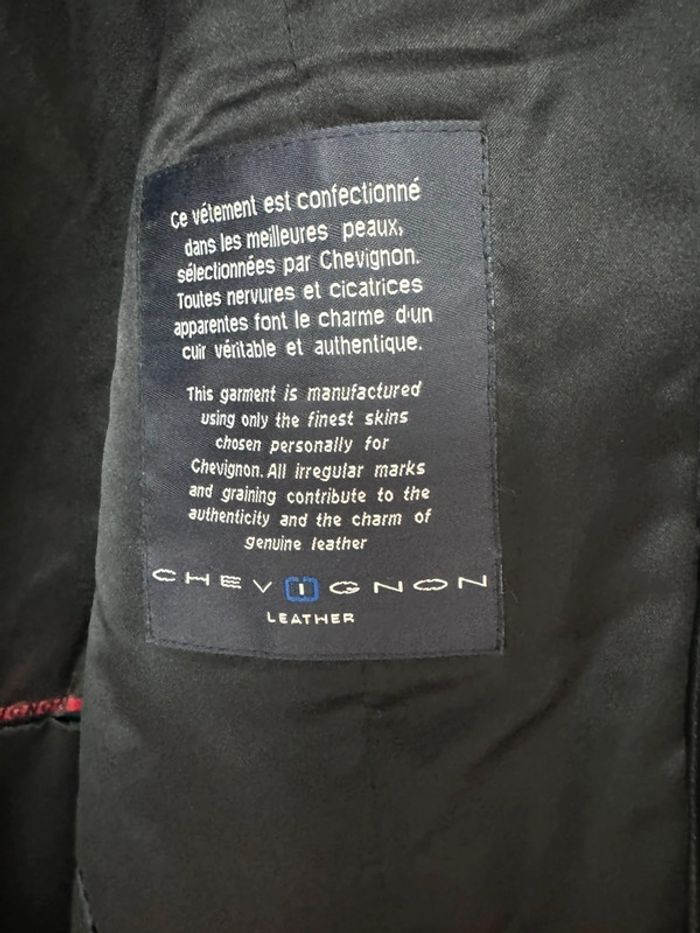 Ce vêtement est confectionné
dans les meilleures peaux,
sélectionnées par Chevignon.
Toutes nervures et cicatrices
apparentes font le charme d'un
cuir véritable et authentique.
This garment is manufactured
using only the finest skins
chosen personally for
Chevignon. All irregular marks
and graining contribute to the
authenticity and the charm of
genuine leather
CHEVIGNON
LEATHER